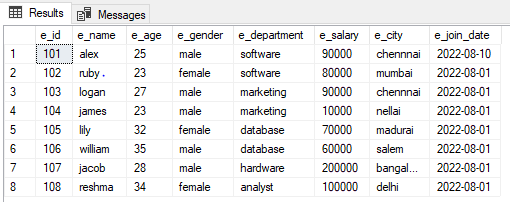 Results Messages
e_id e_name e_age e_gender e_department e_salary e_city e_join_date
1 101 alex 25 male software 90000 chennnai 2022-08-10
2 102 ruby . 23 female software 80000 mumbai 2022-08-01
3 103 logan 27 male marketing 90000 chennnai 2022-08-01
4 104 james 23 male marketing 10000 nellai 2022-08-01
5 105 lily 32 female database 70000 madurai 2022-08-01
6 106 william 35 male database 60000 salem 2022-08-01
7 107 jacob 28 male hardware 200000 bangal... 2022-08-01
8 108 reshma 34 female analyst 100000 delhi 2022-08-01